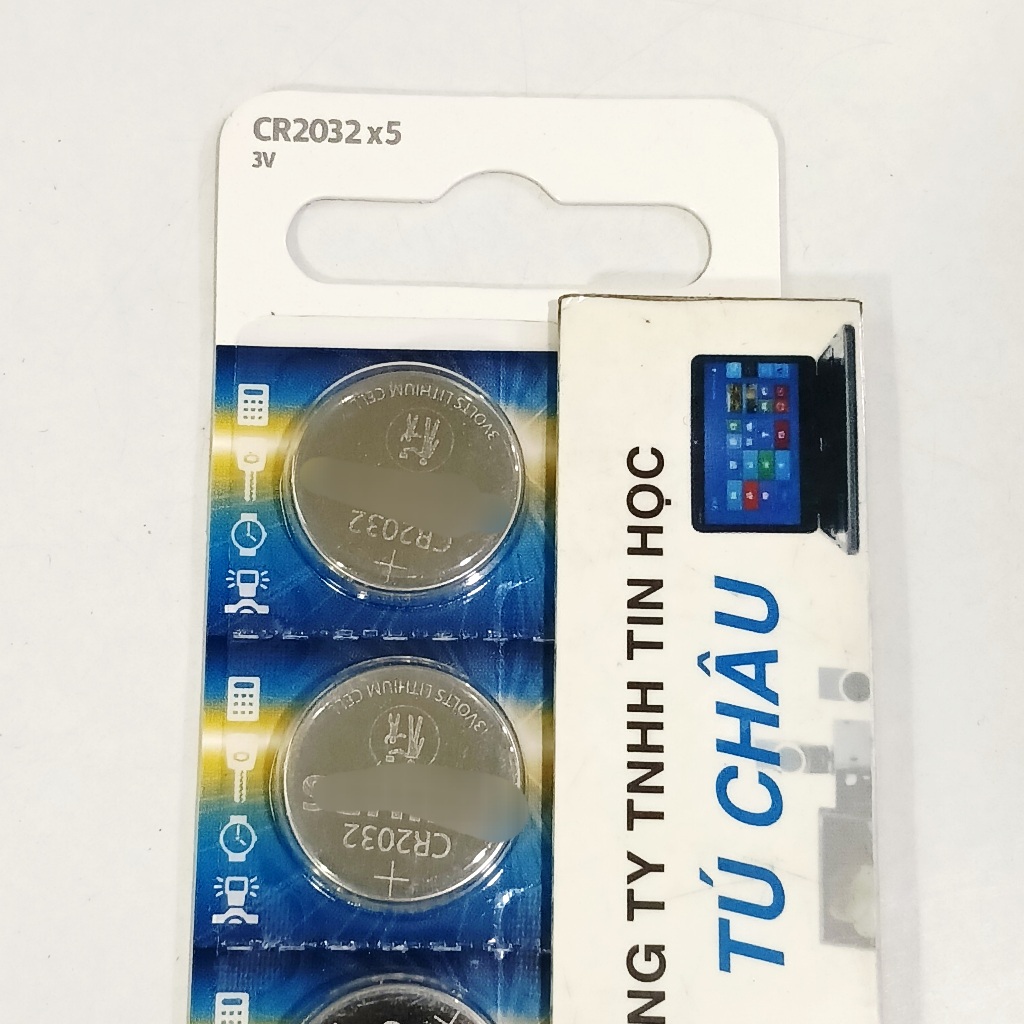 CR2032 x5
3V
3VOLTS LITHIUM CELL
CR2032
+
3VOLTS LITHIUM CELL
CR2032
+
NG TY TNHH TIN HỌC
TÚ CHÂU